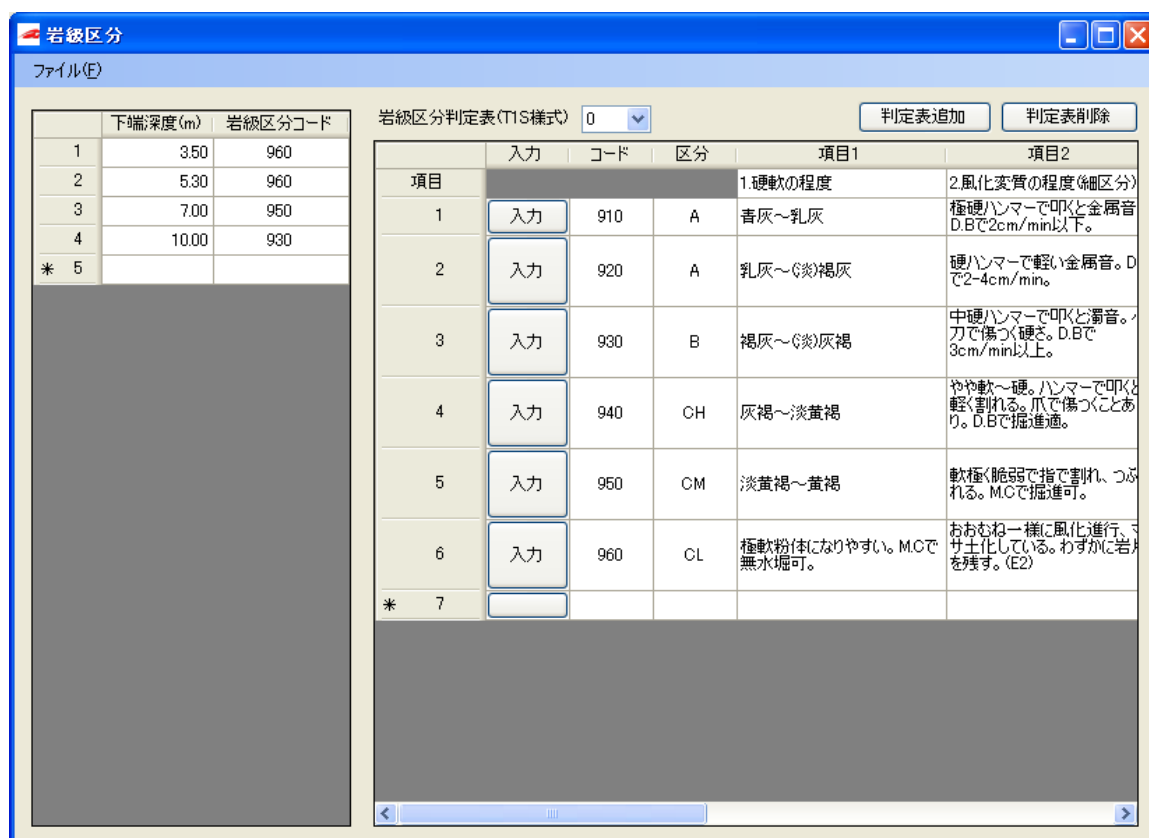 岩級区分
ファイル(F)
岩級区分判定表(T1S様式) 0 判定表追加 判定表削除
下端深度(m) 岩級区分コード
1 3.50 960
2 5.30 960
3 7.00 950
4 10.00 930
* 5
入力 コード 区分 項目1 項目2
項目 1.硬軟の程度 2.風化変質の程度(細区分)
1 入力 910 A 青灰～乳灰 極硬ハンマーで叩くと金属音
D.Bで2cm/min以下。
2 入力 920 A 乳灰～(淡)褐灰 硬ハンマーで軽い金属音。D
で2-4cm/min。
3 入力 930 B 褐灰～(淡)灰褐 中硬ハンマーで叩くと濁音。
刀で傷つく硬さ。D.Bで
3cm/min以上。
4 入力 940 CH 灰褐～淡黄褐 やや軟～硬。ハンマーで叩くと
軽く割れる。爪で傷つくことあ
り。D.Bで掘進適。
5 入力 950 CM 淡黄褐～黄褐 軟極く脆弱で指で割れ、つぶ
れる。M.Cで掘進可。
6 入力 960 CL 極軟粉体になりやすい。M.Cで
無水堀可。
おおむね一様に風化進行、マ
サ土化している。わずかに岩片
を残す。(E2)
* 7